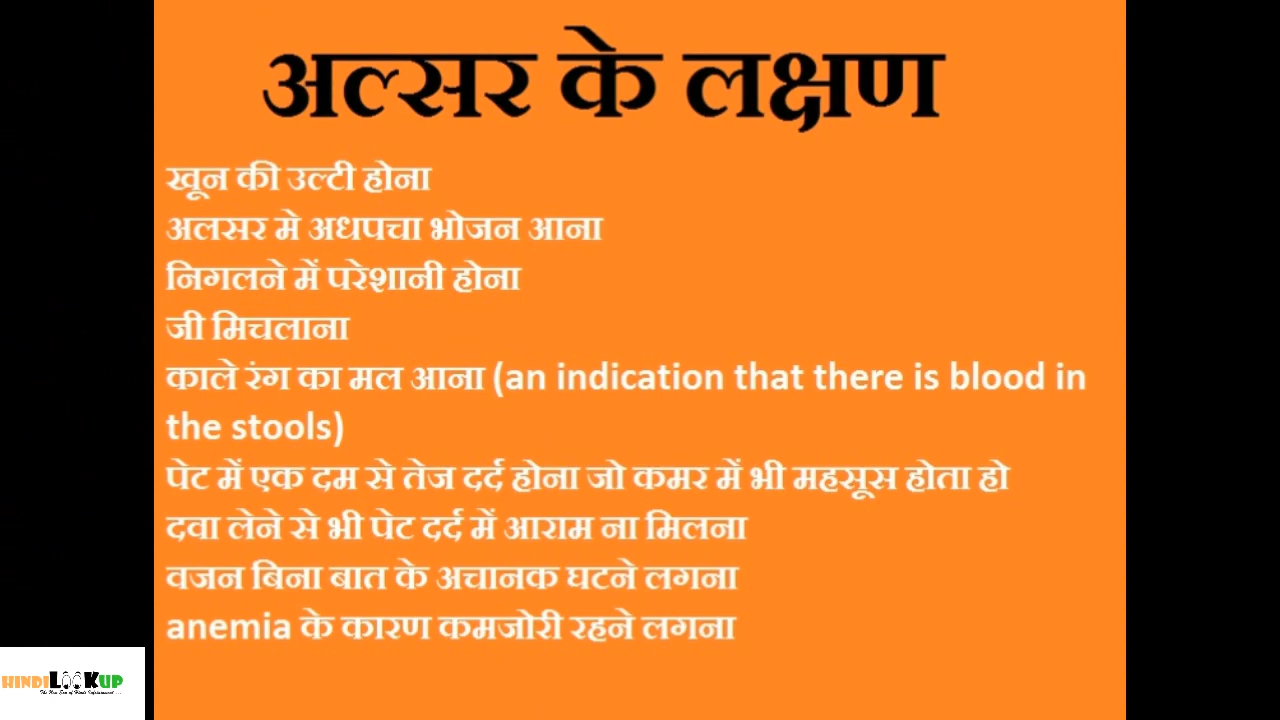 अल्सर के लक्षण
खून की उल्टी होना
अलसर मे अधपचा भोजन आना
निगलने में परेशानी होना
जी मिचलाना
काले रंग का मल आना (an indication that there is blood in
the stools)
पेट में एक दम से तेज दर्द होना जो कमर में भी महसूस होता हो
दवा लेने से भी पेट दर्द में आराम ना मिलना
वजन बिना बात के अचानक घटने लगना
anemia के कारण कमजोरी रहने लगना
HINDILOOKUP